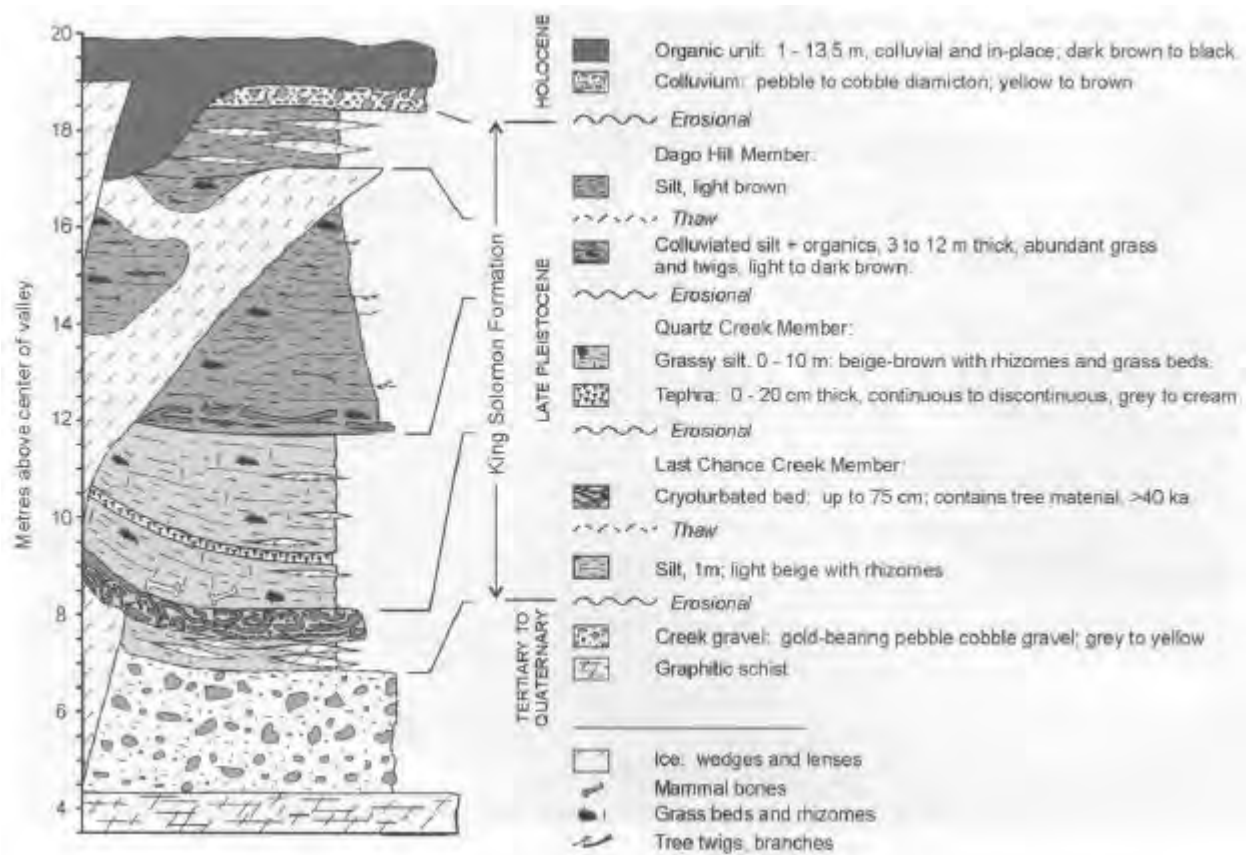 Metres above center of valley
20
18
16
14
12
10
8
6
4
King Solomon Formation
HOLOCENE
LATE PLEISTOCENE
TERTIARY TO
QUATERNARY
Organic unit: 1 - 13.5 m, colluvial and in-place; dark brown to black.
Colluvium: pebble to cobble diamicton; yellow to brown
Erosional
Dago Hill Member:
Silt, light brown
Thaw
Colluviated silt + organics, 3 to 12 m thick, abundant grass
and twigs, light to dark brown.
Erosional
Quartz Creek Member:
Grassy silt. 0 - 10 m: beige-brown with rhizomes and grass beds.
Tephra: 0 - 20 cm thick, continuous to discontinuous, grey to cream
Erosional
Last Chance Creek Member:
Cryoturbated bed: up to 75 cm; contains tree material, >40 ka
Thaw
Silt, 1m; light beige with rhizomes
Erosional
Creek gravel: gold-bearing pebble cobble gravel; grey to yellow
Graphitic schist
Ice: wedges and lenses
Mammal bones
Grass beds and rhizomes
Tree twigs, branches